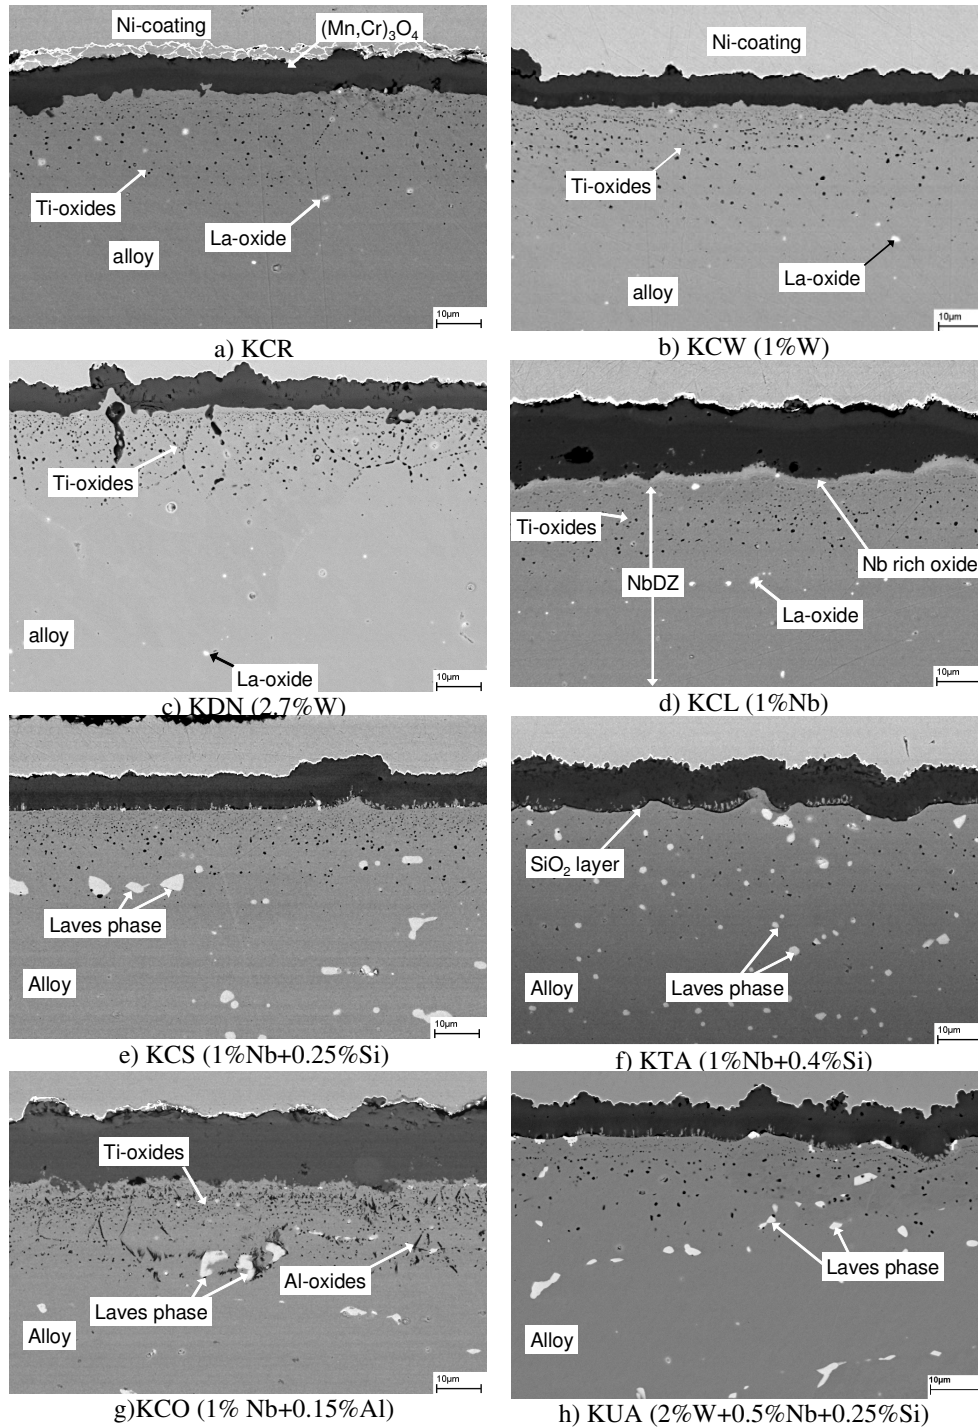 Ni-coating
(Mn,Cr)₃O₄
Ti-oxides
La-oxide
alloy
10µm
a) KCR
Ni-coating
Ti-oxides
La-oxide
alloy
10µm
b) KCW (1%W)
Ti-oxides
alloy
La-oxide
10µm
c) KDN (2.7%W)
Ti-oxides
Nb rich oxide
NbDZ
La-oxide
10µm
d) KCL (1%Nb)
Laves phase
Alloy
10µm
e) KCS (1%Nb+0.25%Si)
SiO₂ layer
Laves phase
Alloy
10µm
f) KTA (1%Nb+0.4%Si)
Ti-oxides
Al-oxides
Laves phase
Alloy
10µm
g)KCO (1% Nb+0.15%Al)
Laves phase
Alloy
10µm
h) KUA (2%W+0.5%Nb+0.25%Si)